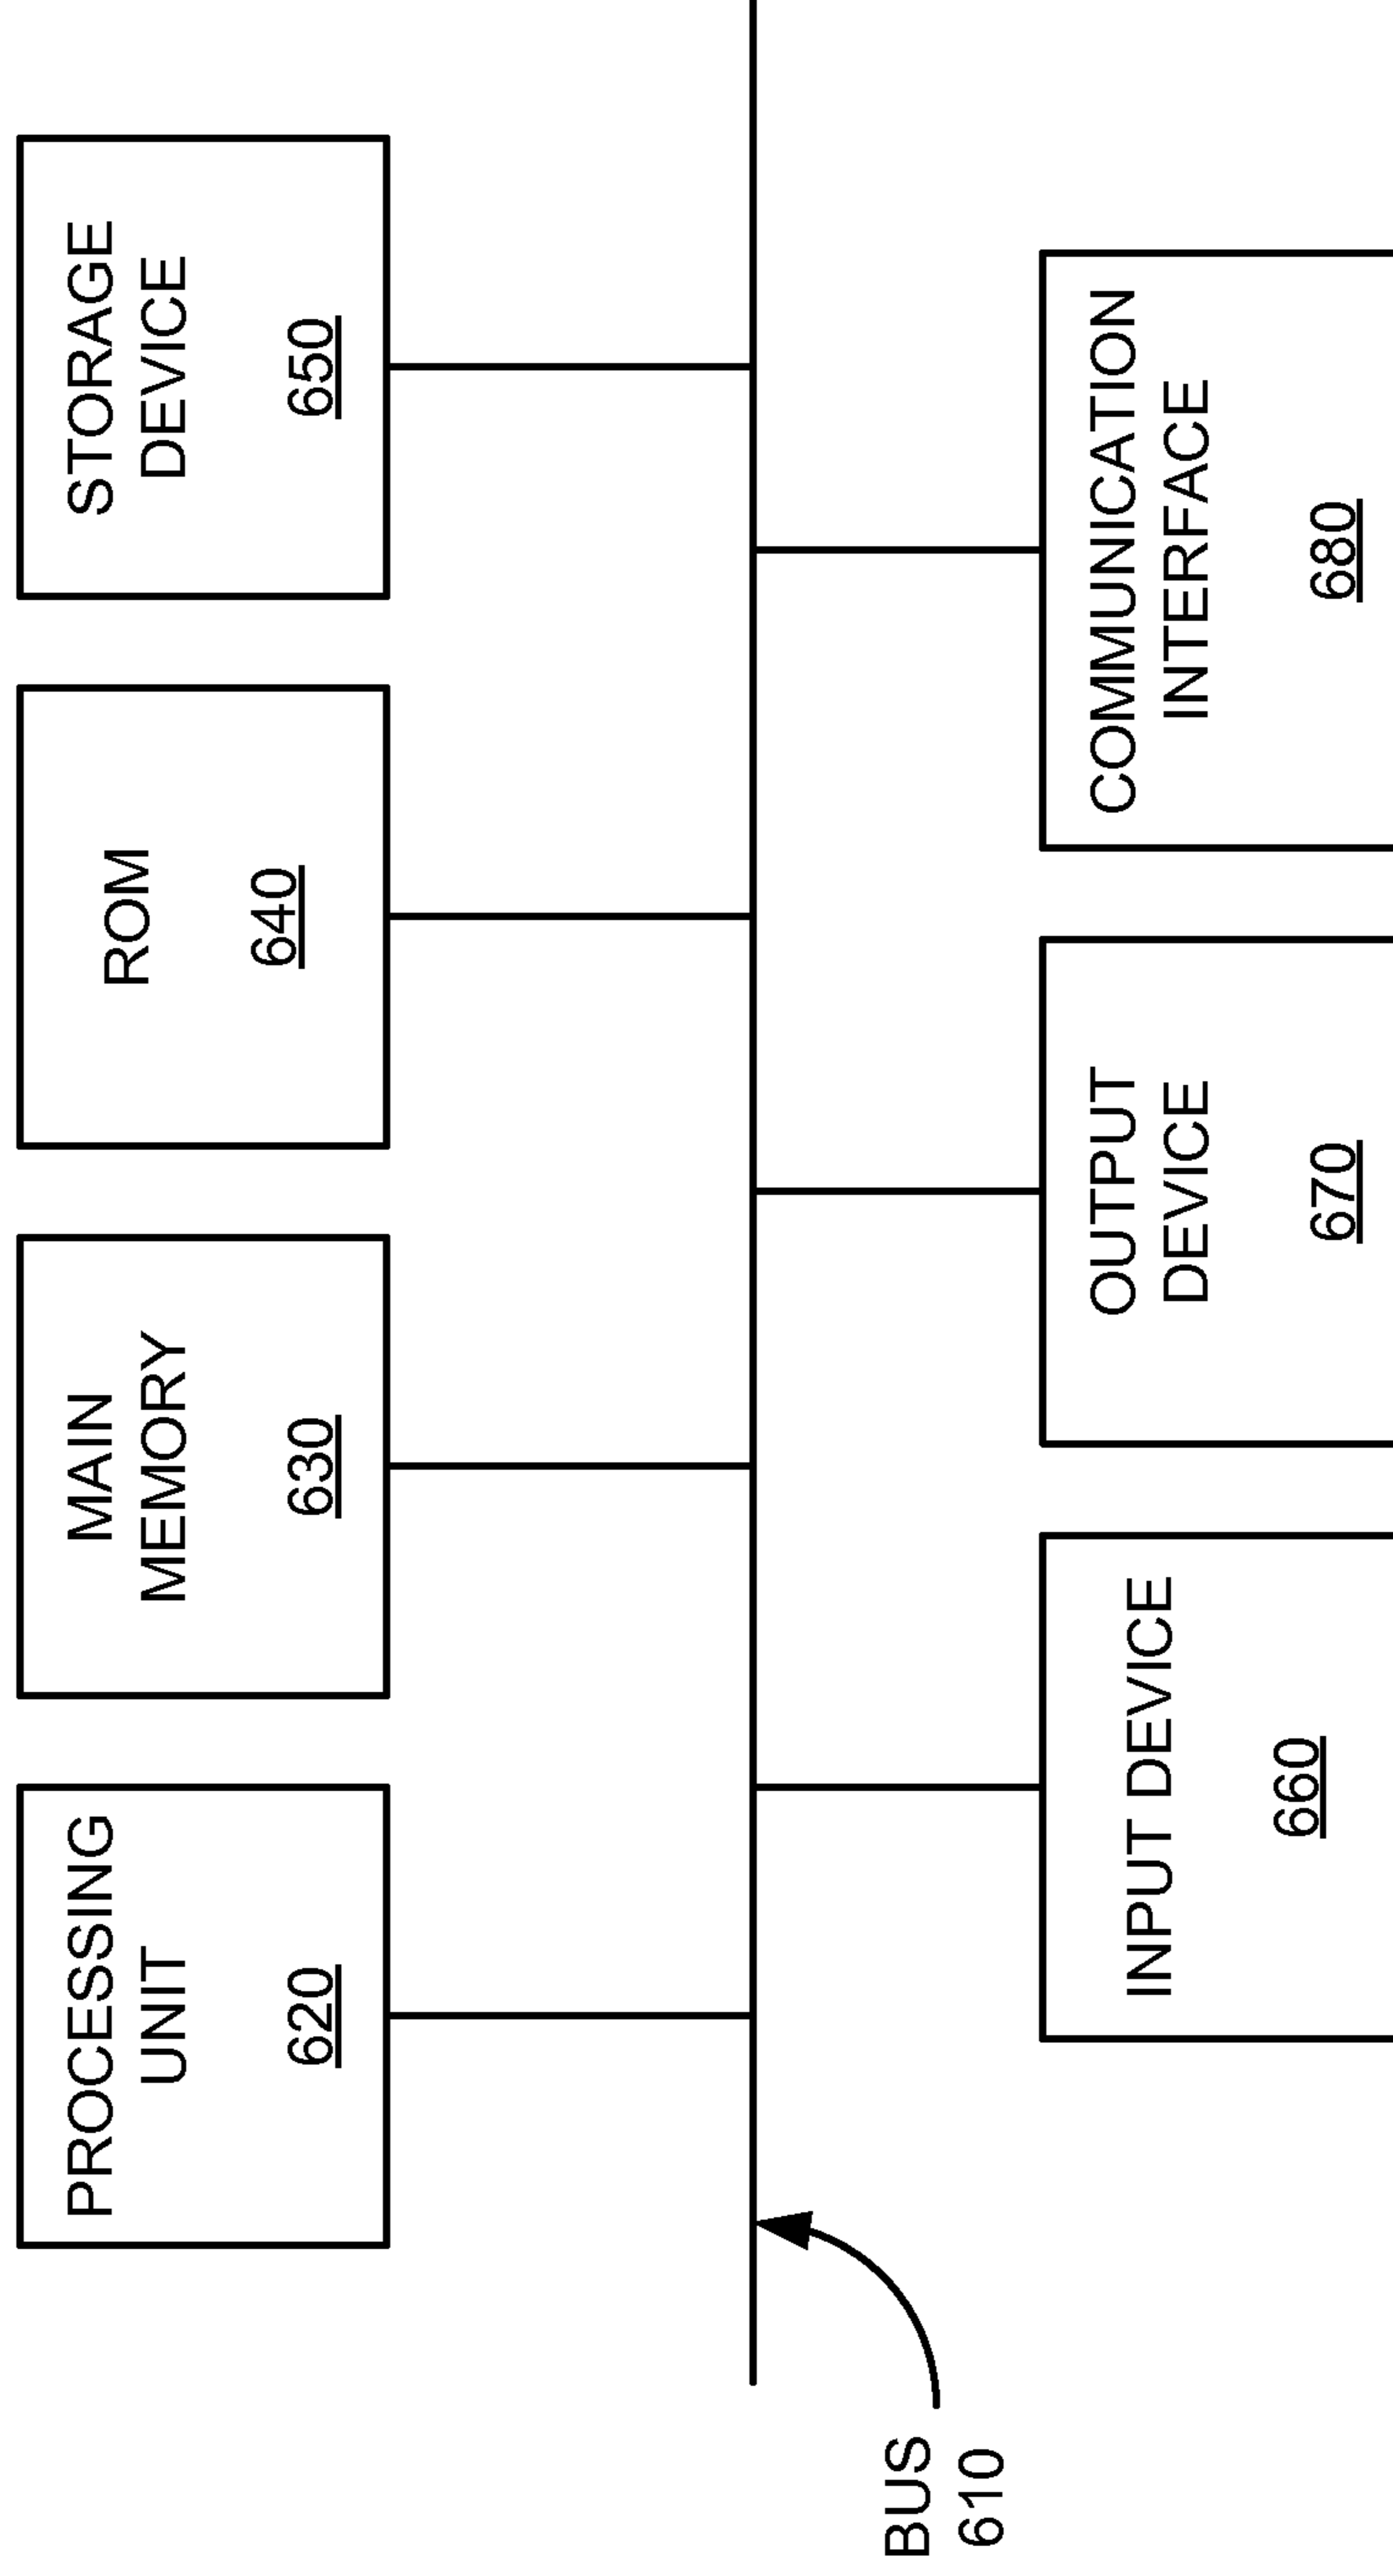 PROCESSING
UNIT
620
MAIN
MEMORY
630
ROM
640
STORAGE
DEVICE
650
BUS
610
INPUT DEVICE
660
OUTPUT
DEVICE
670
COMMUNICATION
INTERFACE
680